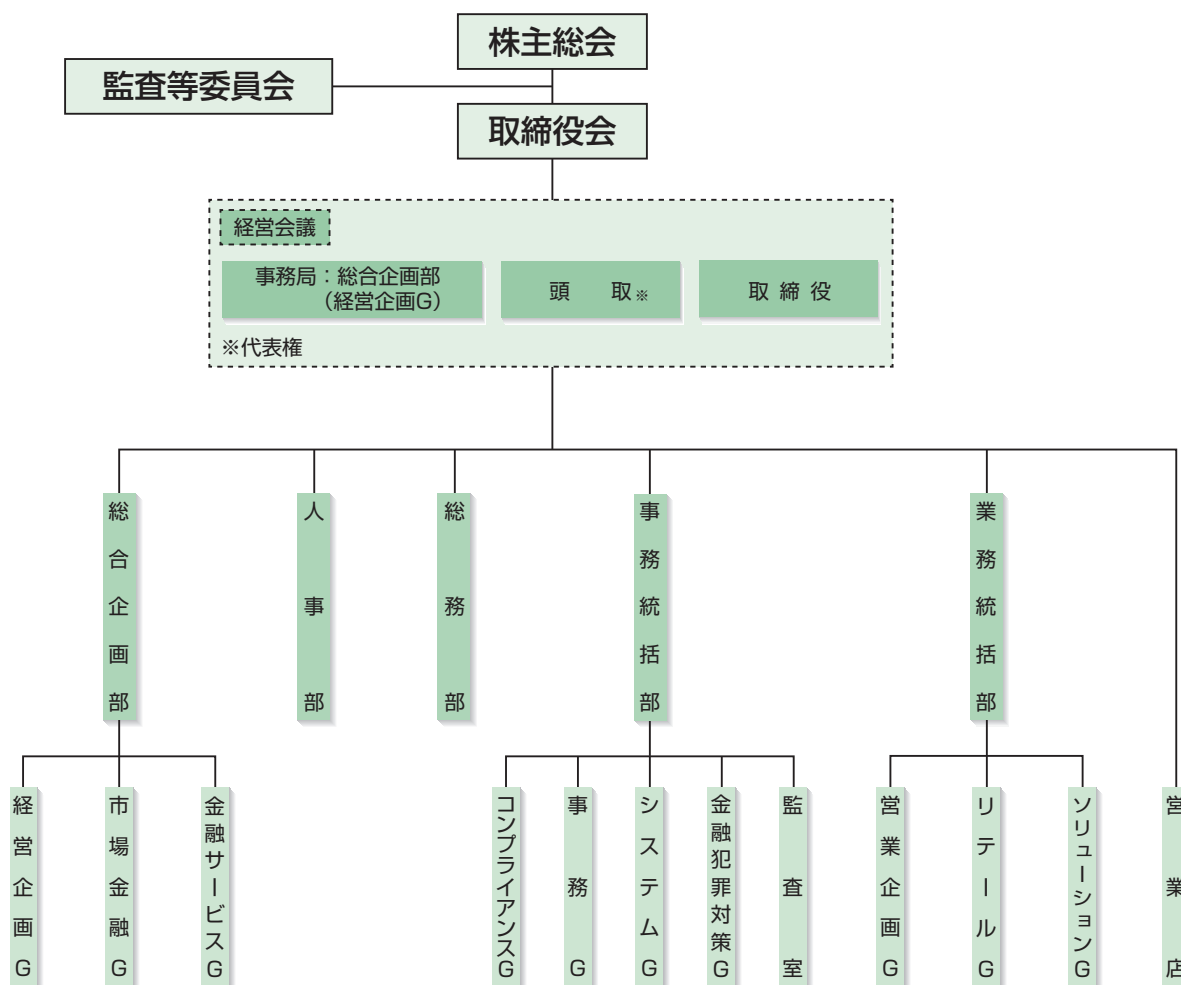 株主総会
監査等委員会
取締役会
経営会議
事務局：総合企画部
（経営企画G）
頭取※
取締役
※代表権
総合企画部
人事部
総務部
事務統括部
業務統括部
経営企画G
市場金融G
金融サービスG
コンプライアンスG
事務G
システムG
金融犯罪対策G
監査室
営業企画G
リテールG
ソリューションG
営業店